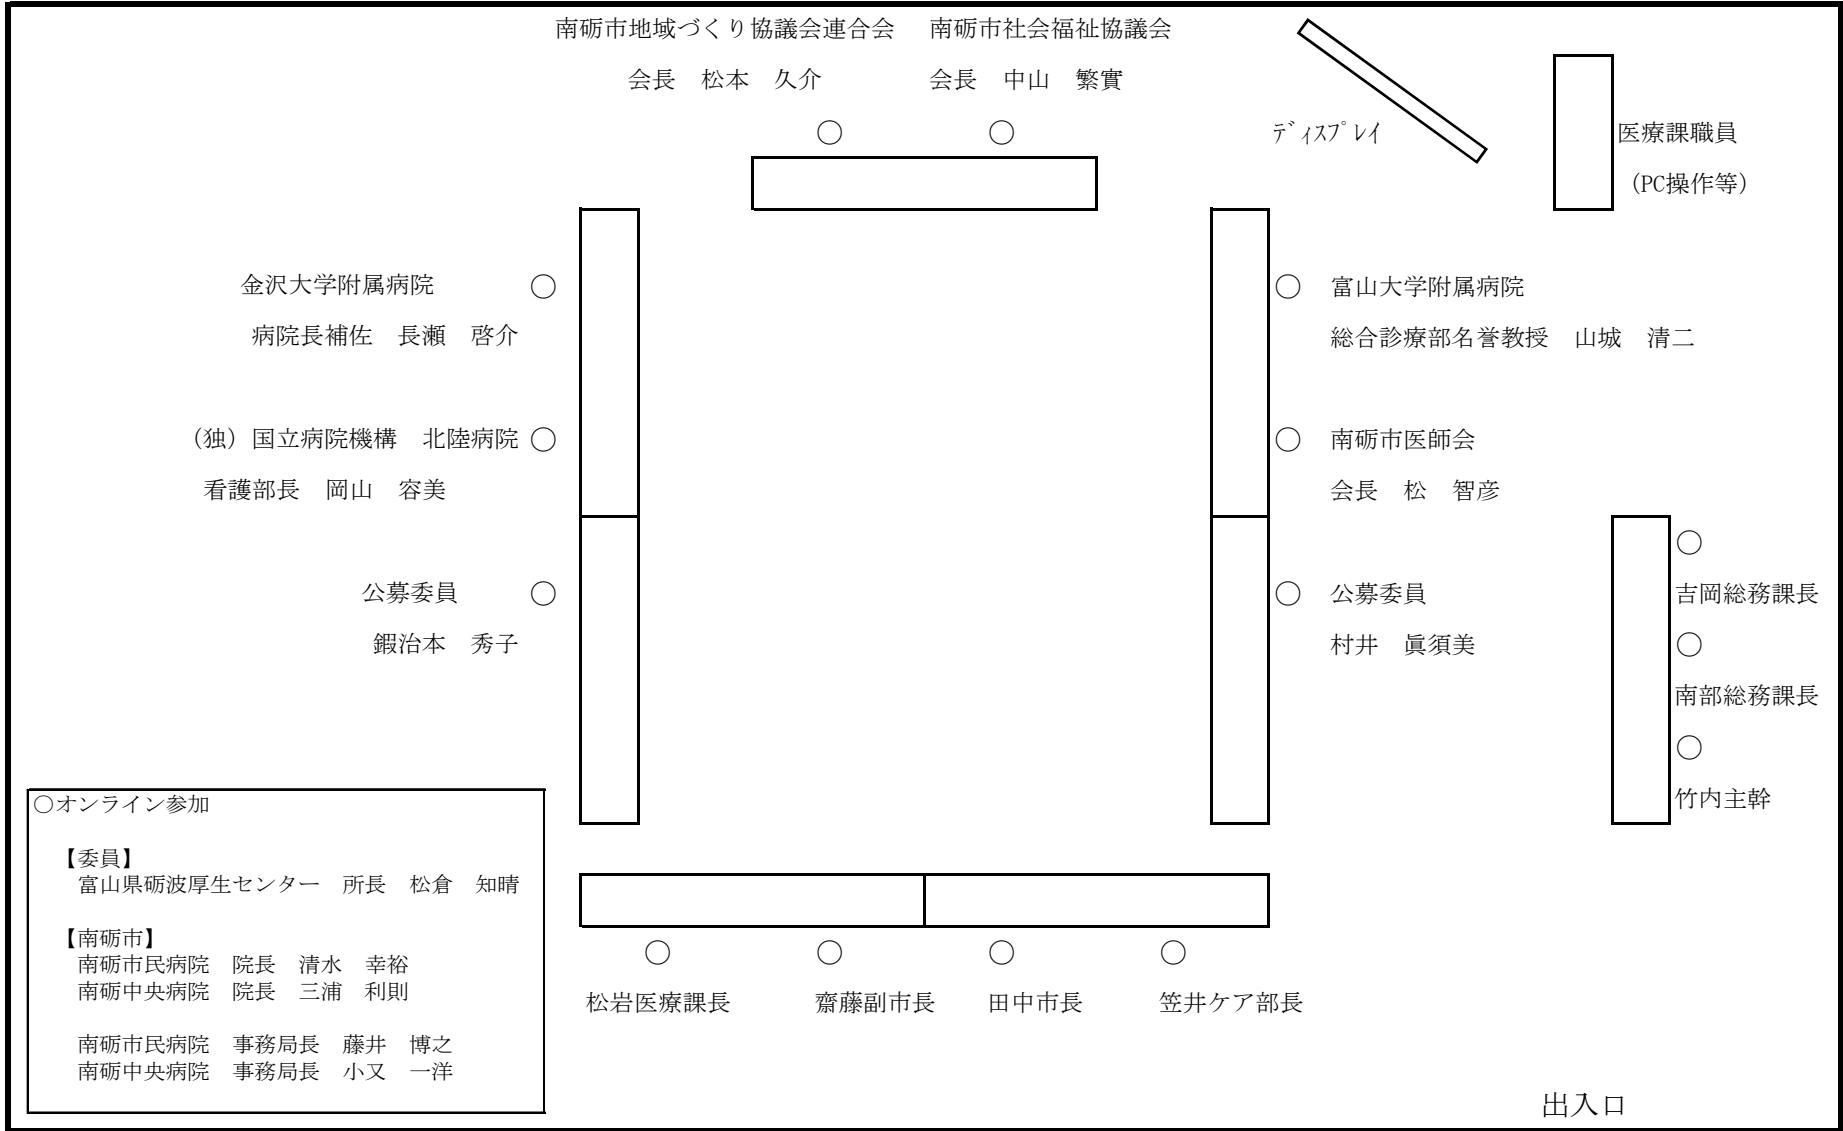 南砺市地域づくり協議会連合会　南砺市社会福祉協議会
会長　松本　久介　会長　中山　繁實
○　○
ﾃﾞｨｽﾌﾟﾚｲ
医療課職員
（PC操作等）
金沢大学附属病院　○
病院長補佐　長瀬　啓介
（独）国立病院機構　北陸病院　○
看護部長　岡山　容美
公募委員　○
鍜治本　秀子
○　富山大学附属病院
総合診療部名誉教授　山城　清二
○　南砺市医師会
会長　松　智彦
○　公募委員
村井　眞須美
○
吉岡総務課長
○
南部総務課長
○
竹内主幹
○オンライン参加
【委員】
富山県砺波厚生センター　所長　松倉　知晴
【南砺市】
南砺市民病院　院長　清水　幸裕
南砺中央病院　院長　三浦　利則
南砺市民病院　事務局長　藤井　博之
南砺中央病院　事務局長　小又　一洋
○　○　○　○
松岩医療課長　齋藤副市長　田中市長　笠井ケア部長
出入口